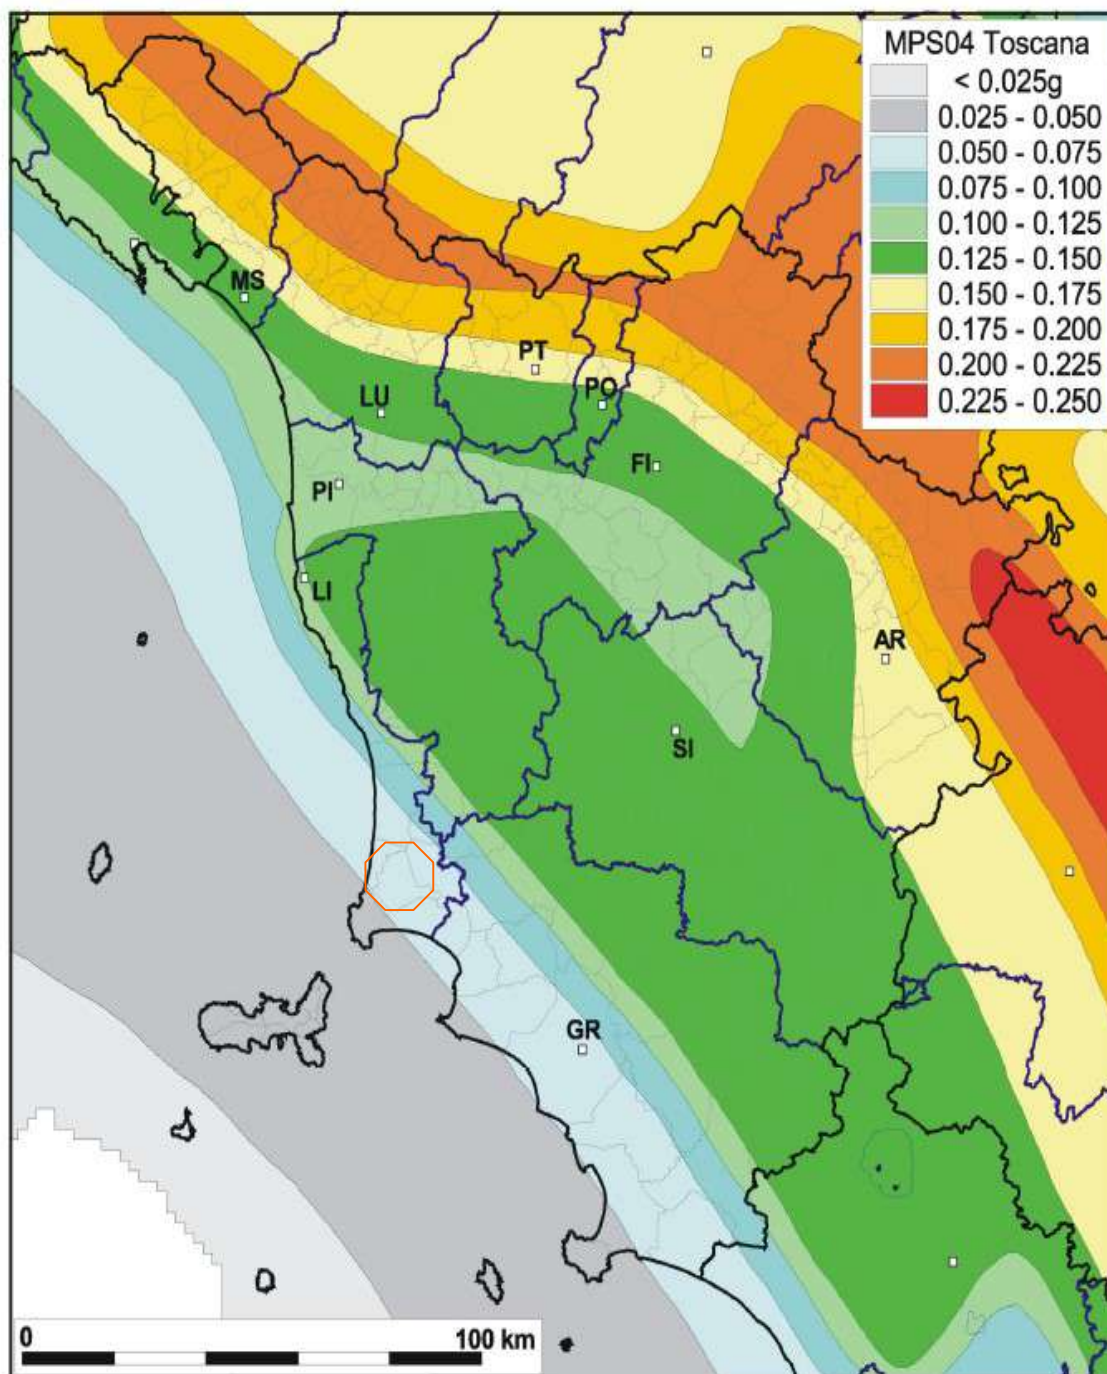 MPS04 Toscana
< 0.025g
0.025 - 0.050
0.050 - 0.075
0.075 - 0.100
0.100 - 0.125
0.125 - 0.150
0.150 - 0.175
0.175 - 0.200
0.200 - 0.225
0.225 - 0.250
MS
PT
LU
PO
FI
PI
LI
AR
SI
GR
0 100 km